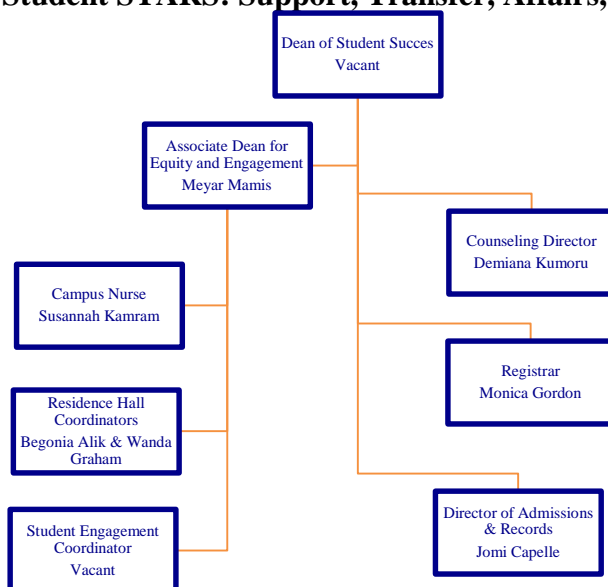 Student STARS: Support, Transfer, Affairs,
Dean of Student Succes
Vacant
Associate Dean for
Equity and Engagement
Meyar Mamis
Counseling Director
Demiana Kumoru
Campus Nurse
Susannah Kamram
Registrar
Monica Gordon
Residence Hall
Coordinators
Begonia Alik & Wanda
Graham
Director of Admissions
& Records
Jomi Capelle
Student Engagement
Coordinator
Vacant